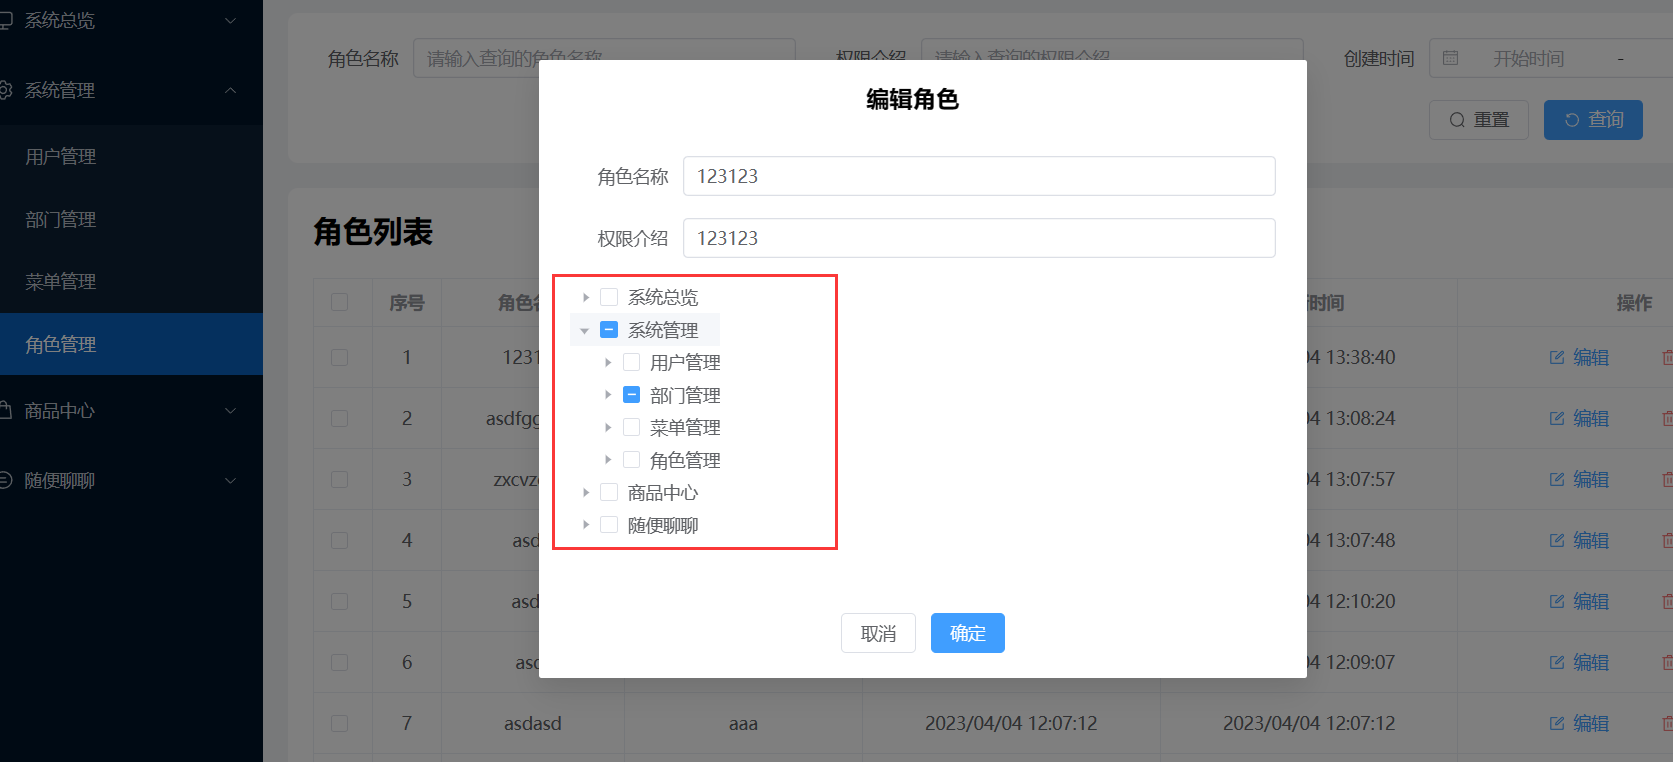 系统总览
系统管理
用户管理
部门管理
菜单管理
角色管理
商品中心
随便聊聊
角色名称 请输入查询的角色名称 权限介绍 请输入查询的权限介绍 创建时间 开始时间 -
重置 查询
角色列表
序号 角色名 时间 操作
1 1231 04 13:38:40 编辑
2 asdfgg 04 13:08:24 编辑
3 zxcvz 04 13:07:57 编辑
4 asd 04 13:07:48 编辑
5 asd 04 12:10:20 编辑
6 asd 04 12:09:07 编辑
7 asdasd aaa 2023/04/04 12:07:12 2023/04/04 12:07:12 编辑
编辑角色
角色名称 123123
权限介绍 123123
系统总览
系统管理
用户管理
部门管理
菜单管理
角色管理
商品中心
随便聊聊
取消 确定